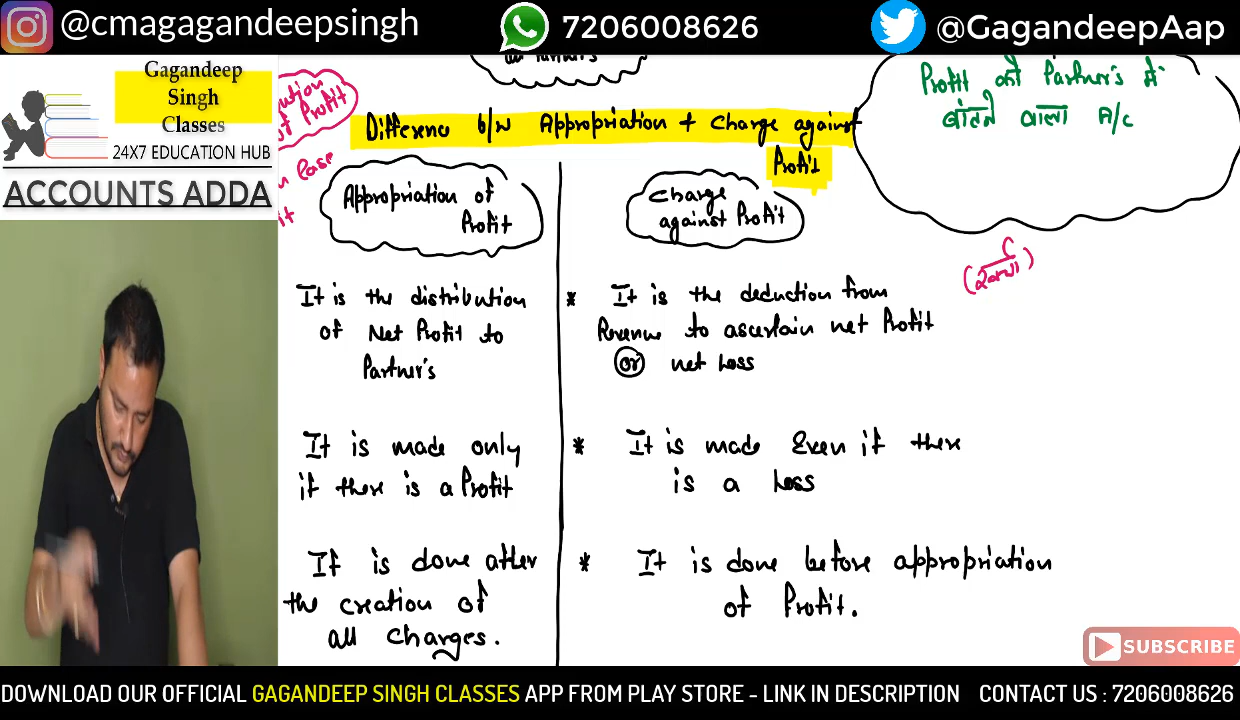 @cmagagandeepsingh
7206008626
@GagandeepAap
Gagandeep
Singh
Classes
24X7 EDUCATION HUB
ACCOUNTS ADDA
Profit को Partner's में
बांटने वाला A/c
ution
of Profit
Difference b/w Appropriation + Charge against
Profit
Appropriation of
Profit
Charge
against Profit
It is the distribution
of Net Profit to
Partner's
* It is the deduction from
Revenue to ascertain net Profit
or net Loss
It is made only
if there is a Profit
* It is made Even if there
is a Loss
It is done after
the creation of
all charges.
* It is done before appropriation
of Profit.
SUBSCRIBE
DOWNLOAD OUR OFFICIAL GAGANDEEP SINGH CLASSES APP FROM PLAY STORE - LINK IN DESCRIPTION CONTACT US : 7206008626